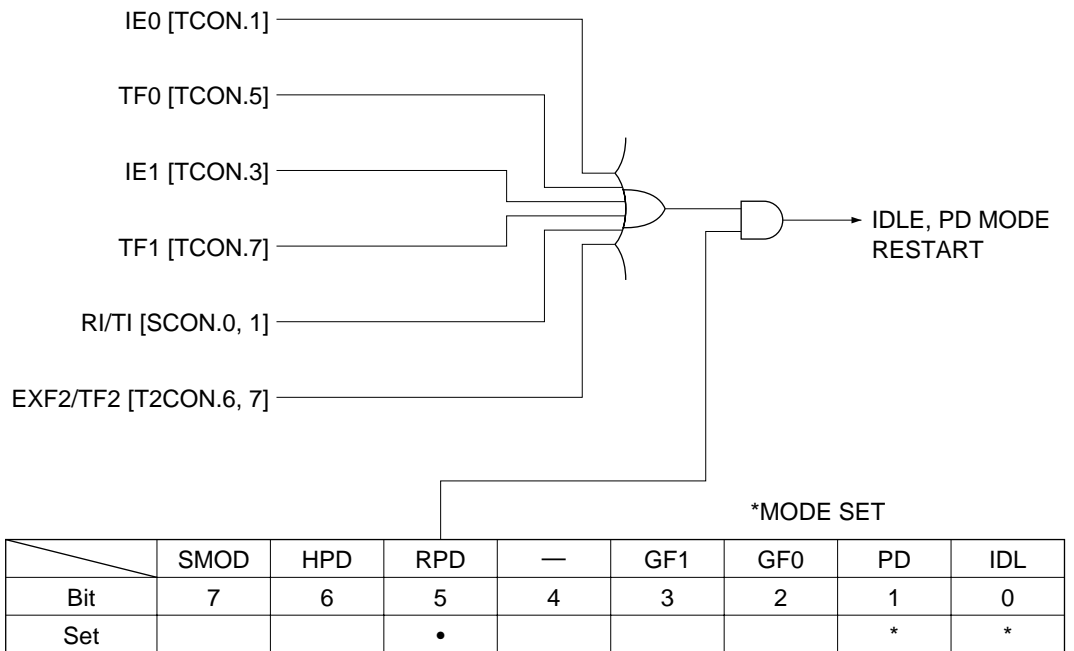 IE0 [TCON.1]
TF0 [TCON.5]
IE1 [TCON.3]
TF1 [TCON.7]
RI/TI [SCON.0, 1]
EXF2/TF2 [T2CON.6, 7]
IDLE, PD MODE
RESTART
*MODE SET
SMOD HPD RPD — GF1 GF0 PD IDL
Bit 7 6 5 4 3 2 1 0
Set • * *